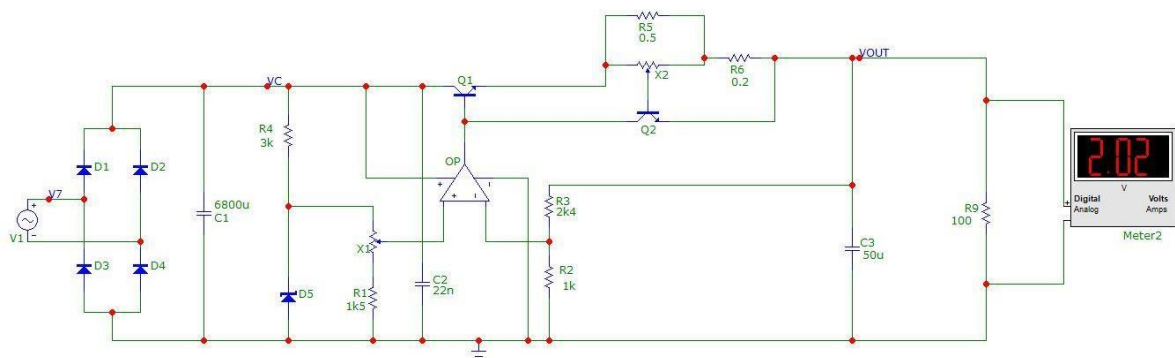 R5
0.5
VC
Q1
X2
R6
0.2
VOUT
R4
3k
Q2
D1
D2
OP
V7
6800u
C1
R3
2k4
Digital
Analog
V
Volts
Amps
2.02
V1
X1
R9
100
Meter2
D3
D4
C2
22n
R2
1k
C3
50u
D5
R1
1k5